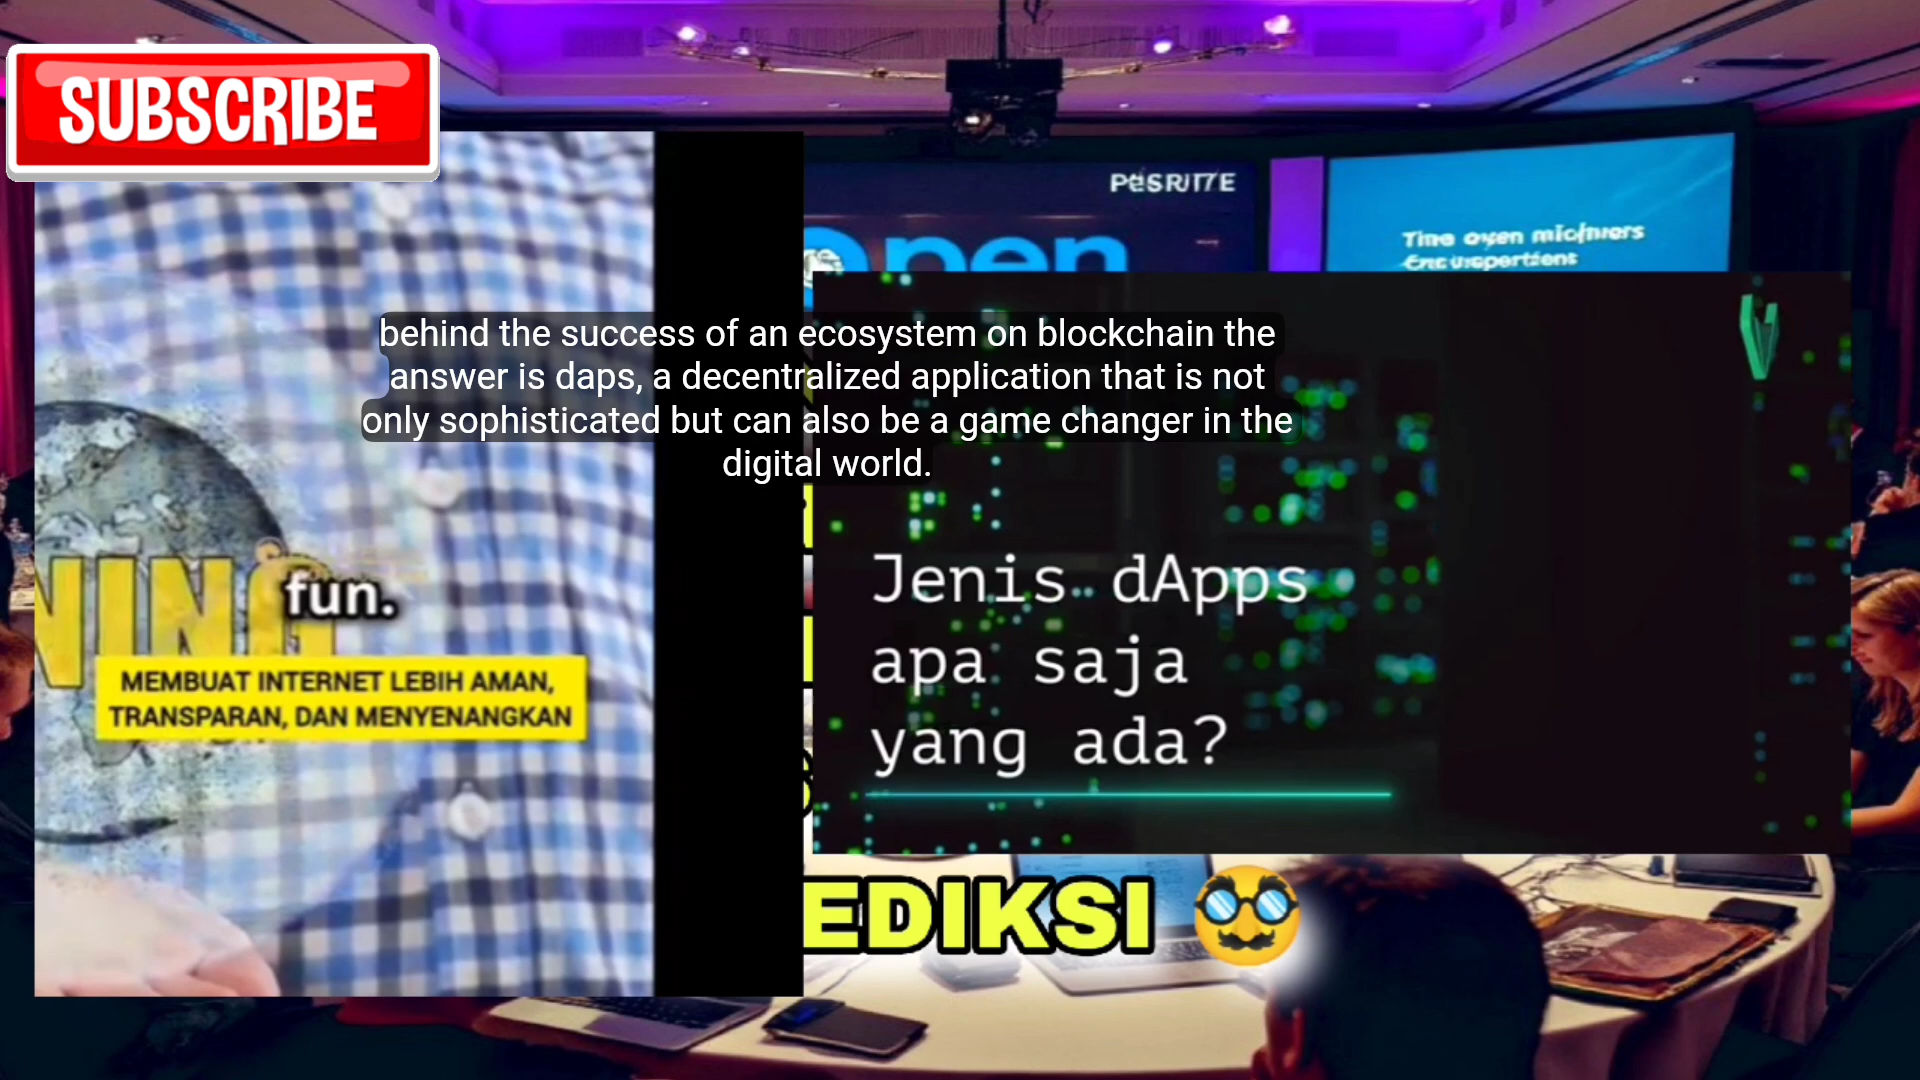 SUBSCRIBE
pen
behind the success of an ecosystem on blockchain the
answer is daps, a decentralized application that is not
only sophisticated but can also be a game changer in the
digital world.
NING
fun.
MEMBUAT INTERNET LEBIH AMAN,
TRANSPARAN, DAN MENYENANGKAN
Jenis dApps
apa saja
yang ada?
EDIKSI